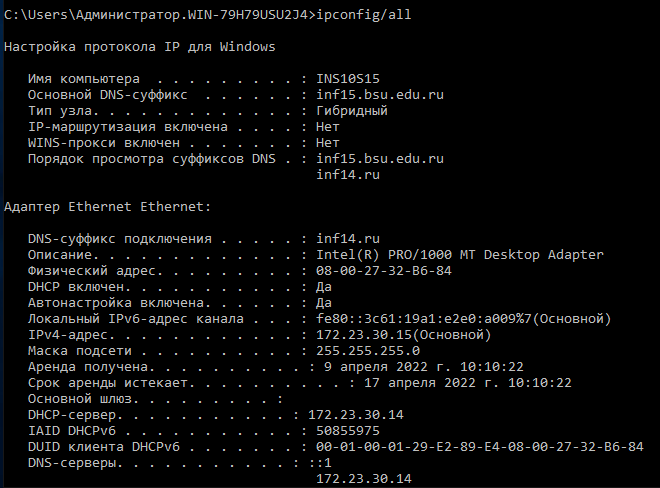 C:\Users\Администратор.WIN-79H79USU2J4>ipconfig/all
Настройка протокола IP для Windows
Имя компьютера  . . . . . . . . . : INS10S15
Основной DNS-суффикс  . . . . . . : inf15.bsu.edu.ru
Тип узла. . . . . . . . . . . . . : Гибридный
IP-маршрутизация включена . . . . : Нет
WINS-прокси включен . . . . . . . : Нет
Порядок просмотра суффиксов DNS . : inf15.bsu.edu.ru
inf14.ru
Адаптер Ethernet Ethernet:
DNS-суффикс подключения . . . . . : inf14.ru
Описание. . . . . . . . . . . . . : Intel(R) PRO/1000 MT Desktop Adapter
Физический адрес. . . . . . . . . : 08-00-27-32-B6-84
DHCP включен. . . . . . . . . . . : Да
Автонастройка включена. . . . . . : Да
Локальный IPv6-адрес канала . . . : fe80::3c61:19a1:e2e0:a009%7(Основной)
IPv4-адрес. . . . . . . . . . . . : 172.23.30.15(Основной)
Маска подсети . . . . . . . . . . : 255.255.255.0
Аренда получена. . . . . . . . . . : 9 апреля 2022 г. 10:10:22
Срок аренды истекает. . . . . . . . . . : 17 апреля 2022 г. 10:10:22
Основной шлюз. . . . . . . . . :
DHCP-сервер. . . . . . . . . . . : 172.23.30.14
IAID DHCPv6 . . . . . . . . . . . : 50855975
DUID клиента DHCPv6 . . . . . . . : 00-01-00-01-29-E2-89-E4-08-00-27-32-B6-84
DNS-серверы. . . . . . . . . . . : ::1
172.23.30.14